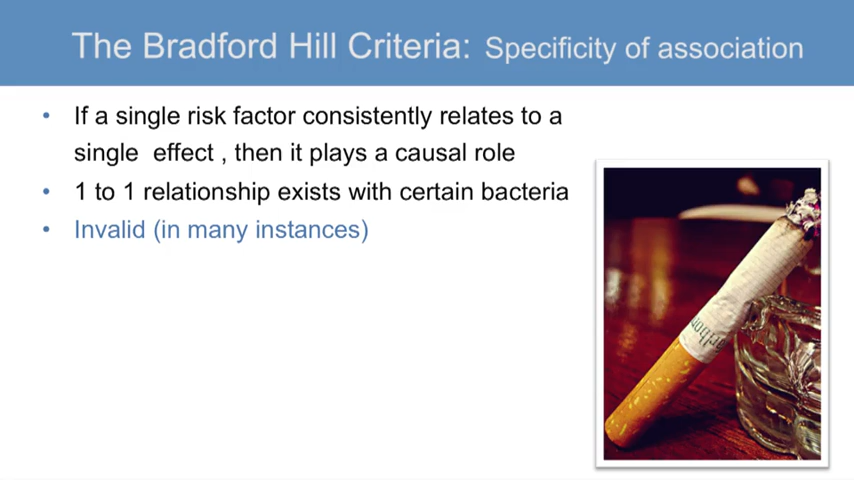 The Bradford Hill Criteria: Specificity of association
• If a single risk factor consistently relates to a
single effect , then it plays a causal role
• 1 to 1 relationship exists with certain bacteria
• Invalid (in many instances)